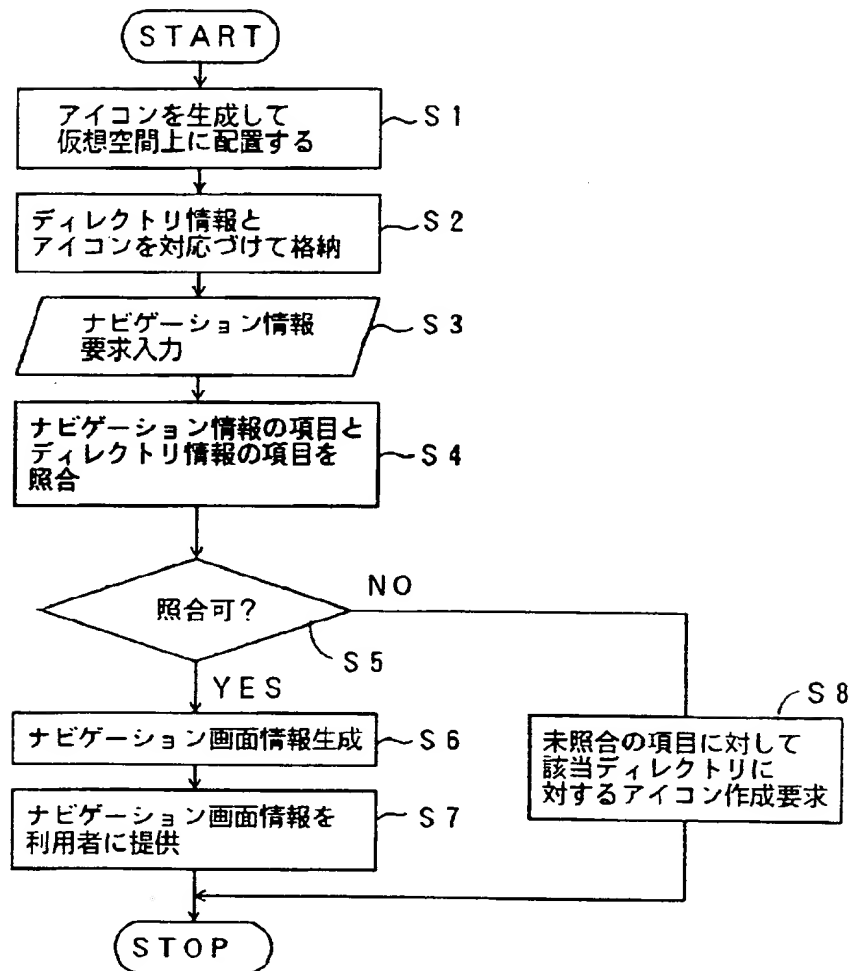 START
アイコンを生成して
仮想空間上に配置する
S1
ディレクトリ情報と
アイコンを対応づけて格納
S2
ナビゲーション情報
要求入力
S3
ナビゲーション情報の項目と
ディレクトリ情報の項目を
照合
S4
照合可?
NO
S5
YES
ナビゲーション画面情報生成
S6
ナビゲーション画面情報を
利用者に提供
S7
S8
未照合の項目に対して
該当ディレクトリに
対するアイコン作成要求
STOP